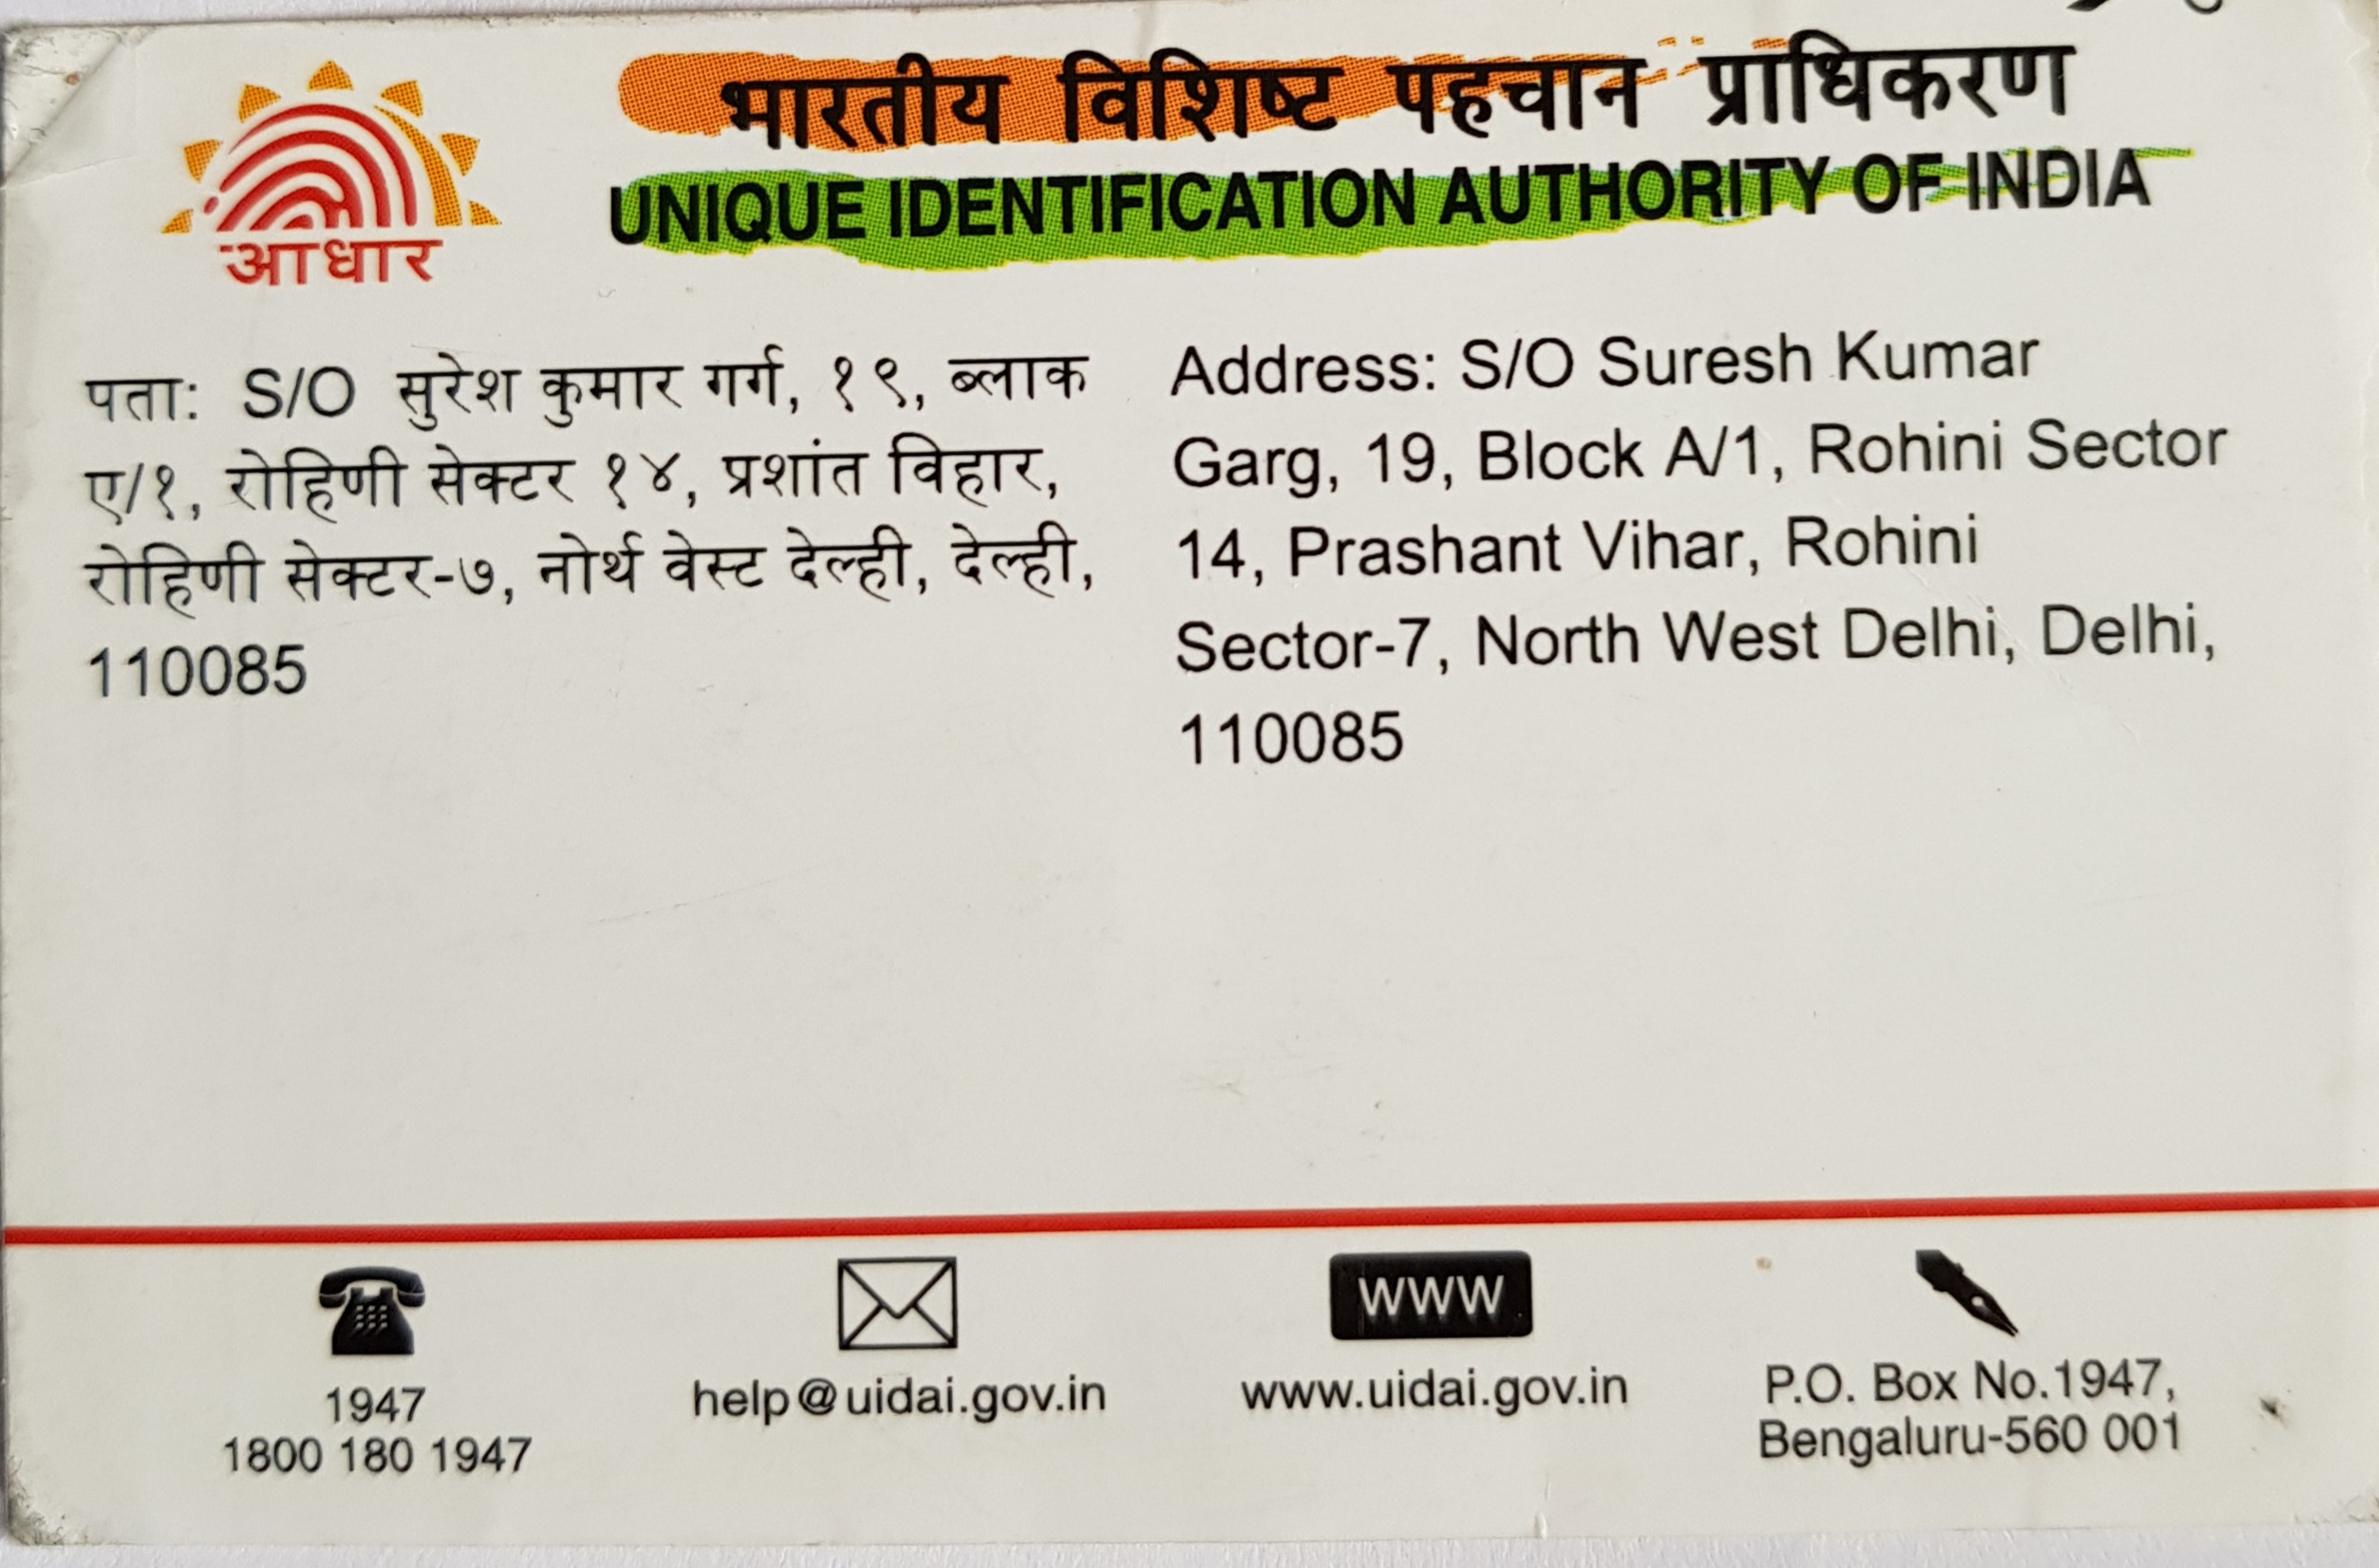 भारतीय विशिष्ट पहचान प्राधिकरण
UNIQUE IDENTIFICATION AUTHORITY OF INDIA
आधार
पता: S/O सुरेश कुमार गर्ग, १९, ब्लाक
ए/१, रोहिणी सेक्टर १४, प्रशांत विहार,
रोहिणी सेक्टर-७, नोर्थ वेस्ट देल्ही, देल्ही,
110085
Address: S/O Suresh Kumar
Garg, 19, Block A/1, Rohini Sector
14, Prashant Vihar, Rohini
Sector-7, North West Delhi, Delhi,
110085
1947
1800 180 1947
help@uidai.gov.in
WWW
www.uidai.gov.in
P.O. Box No.1947,
Bengaluru-560 001